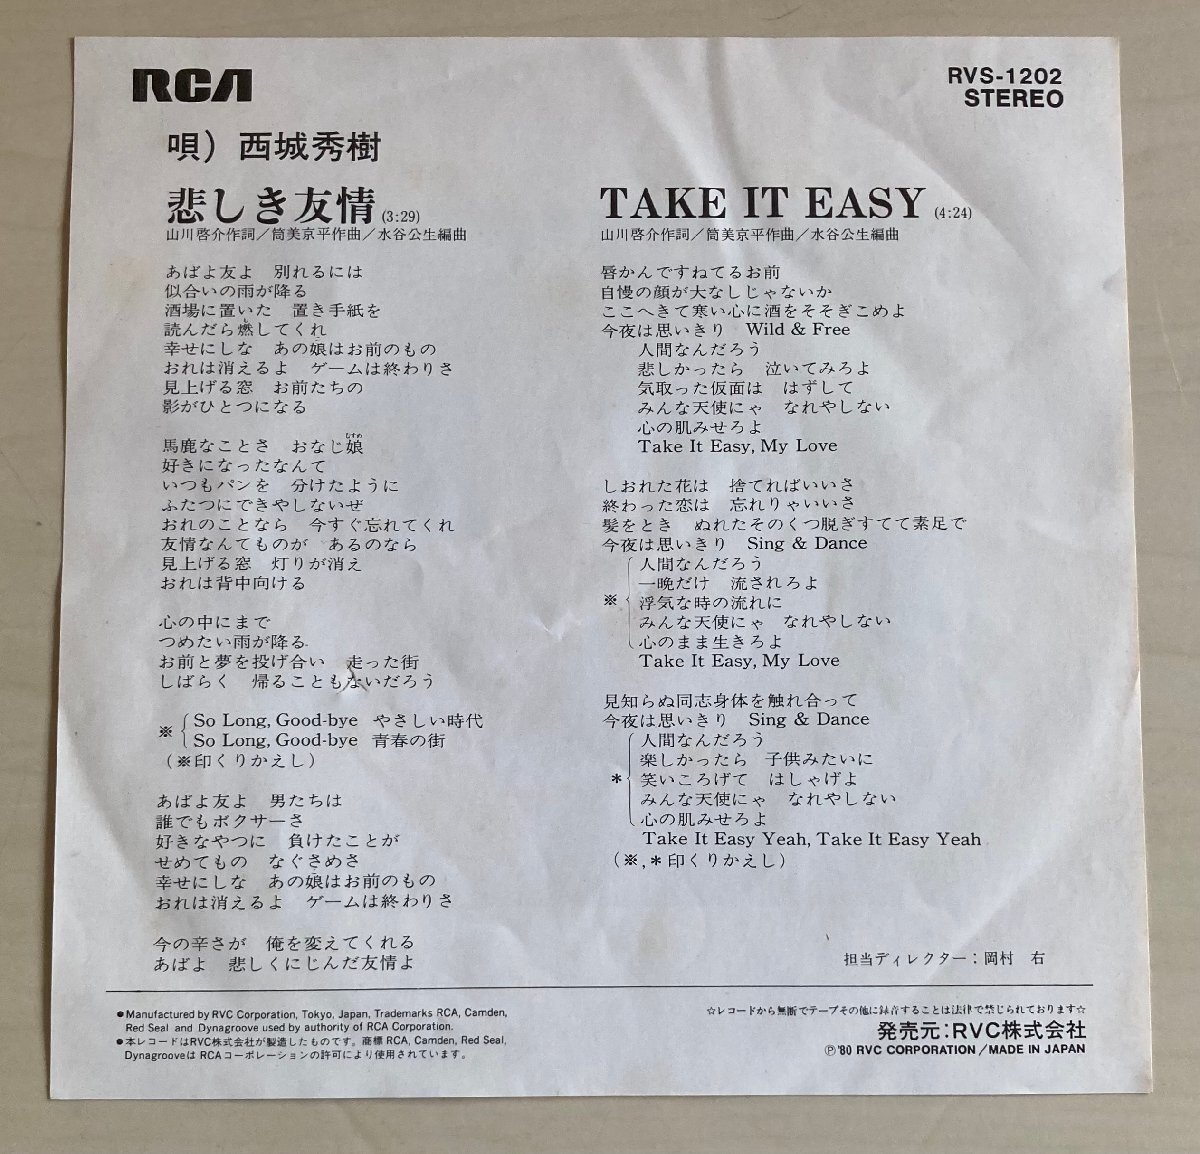 RCA
RVS-1202
STEREO
唄）西城秀樹
悲しき友情(3:29)
山川啓介作詞／筒美京平作曲／水谷公生編曲
あばよ友よ　別れるには
似合いの雨が降る
酒場に置いた　置き手紙を
読んだら燃してくれ
幸せにしな　あの娘はお前のもの
おれは消えるよ　ゲームは終わりさ
見上げる窓　お前たちの
影がひとつになる
馬鹿なことさ　おなじ娘
好きになったなんて
いつもパンを　分けたように
ふたつにできやしないぜ
おれのことなら　今すぐ忘れてくれ
友情なんてものが　あるのなら
見上げる窓　灯りが消え
おれは背中向ける
心の中にまで
つめたい雨が降る
お前と夢を投げ合い　走った街
しばらく　帰ることもないだろう
※ So Long, Good-bye　やさしい時代
So Long, Good-bye　青春の街
（※印くりかえし）
あばよ友よ　男たちは
誰でもボクサーさ
好きなやつに　負けたことが
せめてもの　なぐさめさ
幸せにしな　あの娘はお前のもの
おれは消えるよ　ゲームは終わりさ
今の辛さが　俺を変えてくれる
あばよ　悲しくにじんだ友情よ
TAKE IT EASY (4:24)
山川啓介作詞／筒美京平作曲／水谷公生編曲
唇かんですねてるお前
自慢の顔が大なしじゃないか
ここへきて寒い心に酒をそそぎこめよ
今夜は思いきり　Wild & Free
人間なんだろう
悲しかったら　泣いてみろよ
気取った仮面は　はずして
みんな天使にゃ　なれやしない
心の肌みせろよ
Take It Easy, My Love
しおれた花は　捨てればいいさ
終わった恋は　忘れりゃいいさ
髪をとき　ぬれたそのくつ脱ぎすてて素足で
今夜は思いきり　Sing & Dance
人間なんだろう
一晩だけ　流されろよ
※ 浮気な時の流れに
みんな天使にゃ　なれやしない
心のまま生きろよ
Take It Easy, My Love
見知らぬ同志身体を触れ合って
今夜は思いきり　Sing & Dance
人間なんだろう
楽しかったら　子供みたいに
* 笑いころげて　はしゃげよ
みんな天使にゃ　なれやしない
心の肌みせろよ
Take It Easy Yeah, Take It Easy Yeah
（※,＊印くりかえし）
担当ディレクター：岡村　右
●Manufactured by RVC Corporation, Tokyo, Japan, Trademarks RCA, Camden,
Red Seal and Dynagroove used by authority of RCA Corporation.
●本レコードはRVC株式会社が製造したものです。商標 RCA, Camden, Red Seal,
Dynagrooveは RCAコーポレーションの許可により使用されています。
☆レコードから無断でテープその他に録音することは法律で禁じられております☆
発売元：RVC株式会社
Ⓟ'80 RVC CORPORATION/MADE IN JAPAN